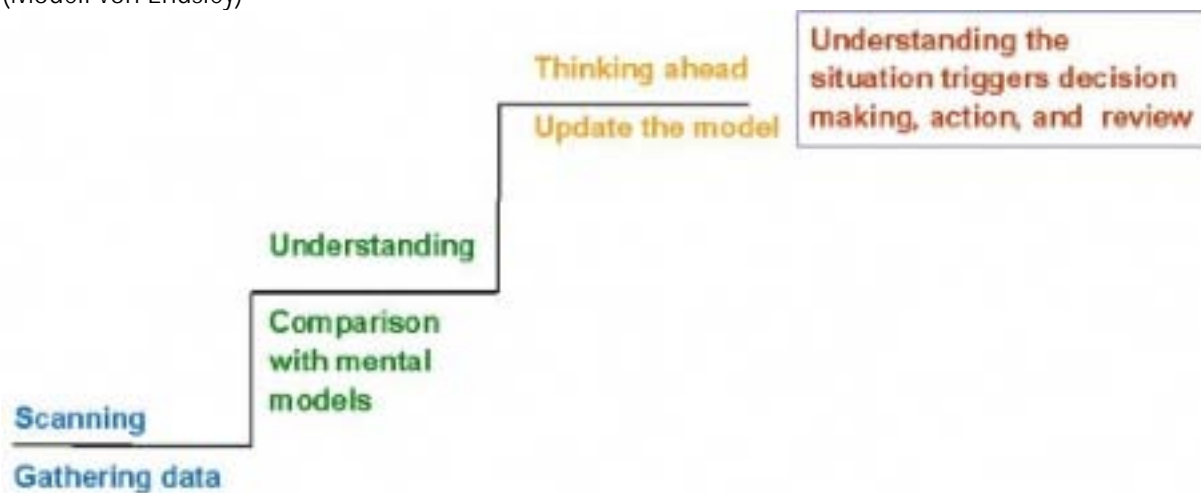 (Modell von Endsley)
Thinking ahead
Update the model
Understanding the
situation triggers decision
making, action, and review
Understanding
Comparison
with mental
models
Scanning
Gathering data